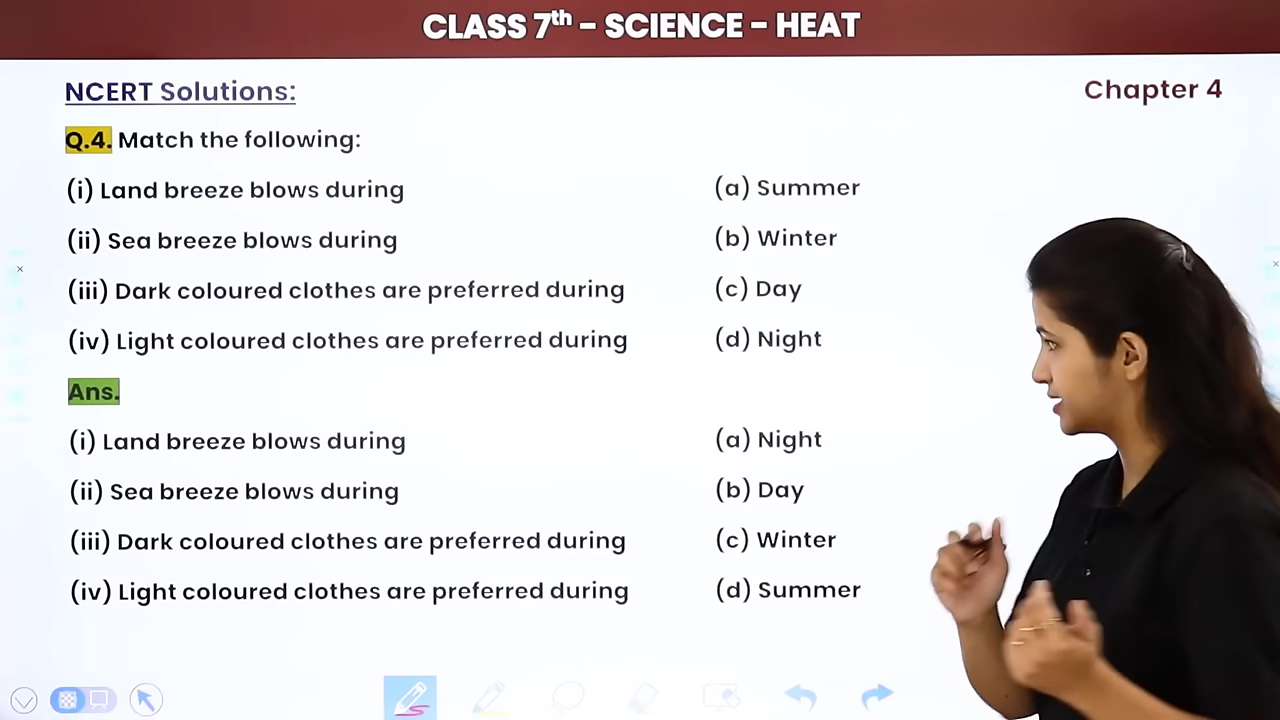 CLASS 7th – SCIENCE – HEAT
NCERT Solutions:
Chapter 4
Q.4. Match the following:
(i) Land breeze blows during (a) Summer
(ii) Sea breeze blows during (b) Winter
(iii) Dark coloured clothes are preferred during (c) Day
(iv) Light coloured clothes are preferred during (d) Night
Ans.
(i) Land breeze blows during (a) Night
(ii) Sea breeze blows during (b) Day
(iii) Dark coloured clothes are preferred during (c) Winter
(iv) Light coloured clothes are preferred during (d) Summer